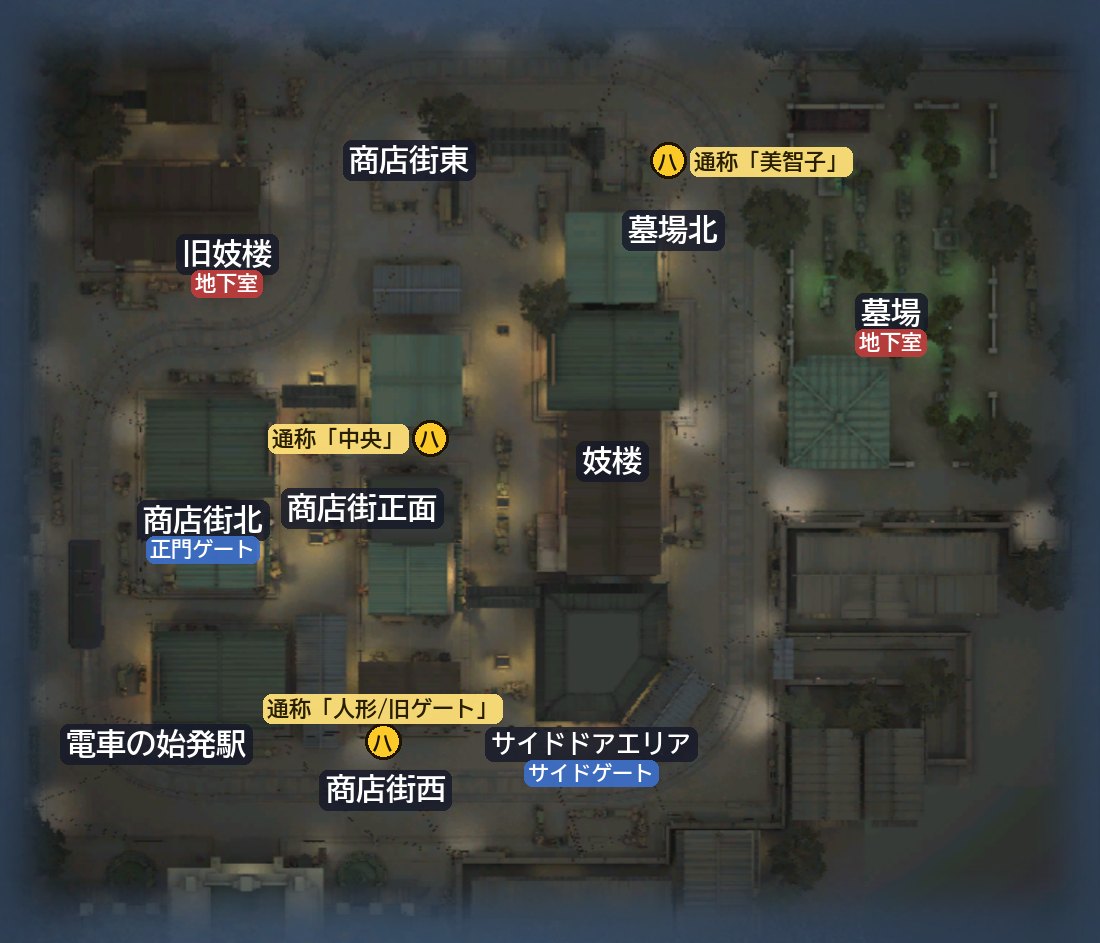 商店街東
ハ 通称「美智子」
墓場北
旧妓楼
地下室
墓場
地下室
通称「中央」 ハ
妓楼
商店街正面
商店街北
正門ゲート
通称「人形/旧ゲート」
ハ
電車の始発駅
サイドドアエリア
サイドゲート
商店街西